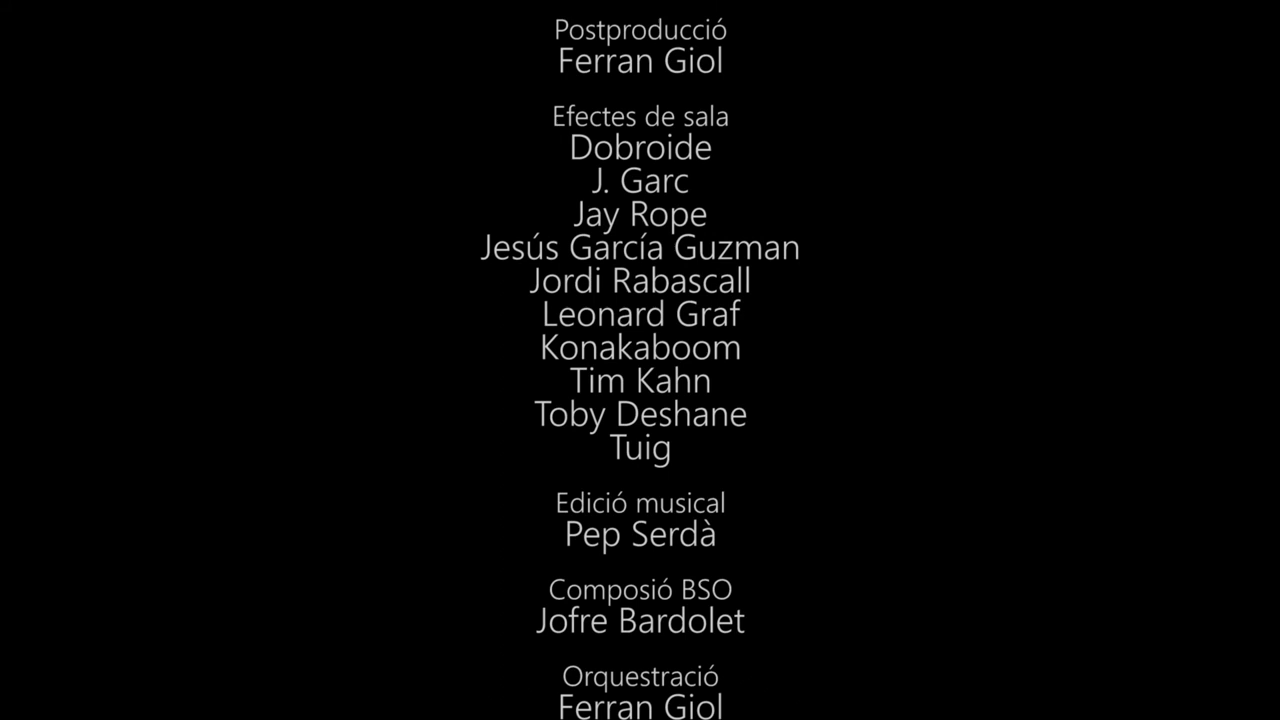 Postproducció
Ferran Giol
Efectes de sala
Dobroide
J. Garc
Jay Rope
Jesús García Guzman
Jordi Rabascall
Leonard Graf
Konakaboom
Tim Kahn
Toby Deshane
Tuig
Edició musical
Pep Serdà
Composió BSO
Jofre Bardolet
Orquestració
Ferran Giol